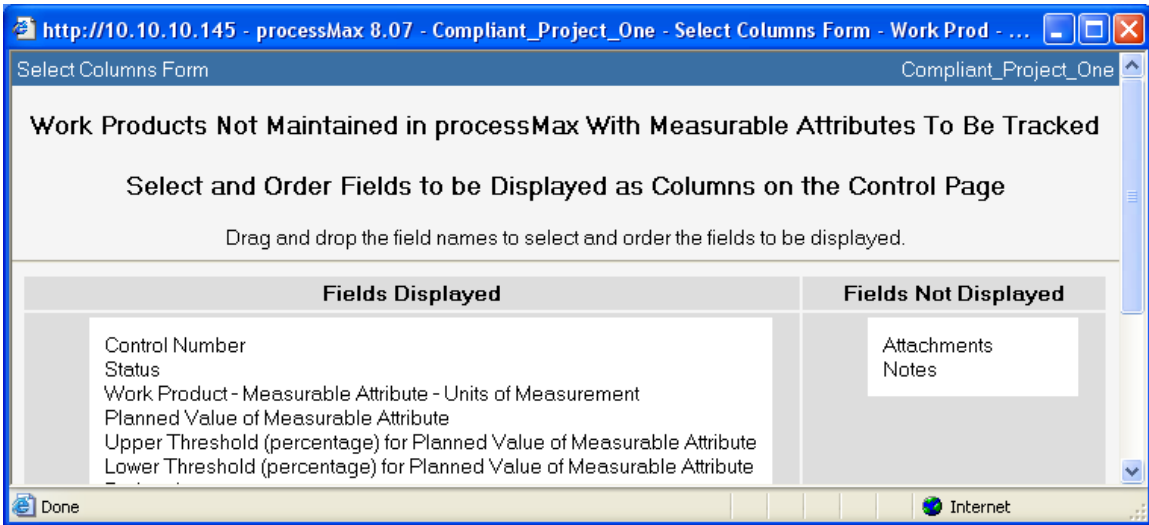 http://10.10.10.145 - processMax 8.07 - Compliant_Project_One - Select Columns Form - Work Prod - ...
Select Columns Form Compliant_Project_One
Work Products Not Maintained in processMax With Measurable Attributes To Be Tracked
Select and Order Fields to be Displayed as Columns on the Control Page
Drag and drop the field names to select and order the fields to be displayed.
Fields Displayed Fields Not Displayed
Control Number
Status
Work Product - Measurable Attribute - Units of Measurement
Planned Value of Measurable Attribute
Upper Threshold (percentage) for Planned Value of Measurable Attribute
Lower Threshold (percentage) for Planned Value of Measurable Attribute
Attachments
Notes
Done Internet